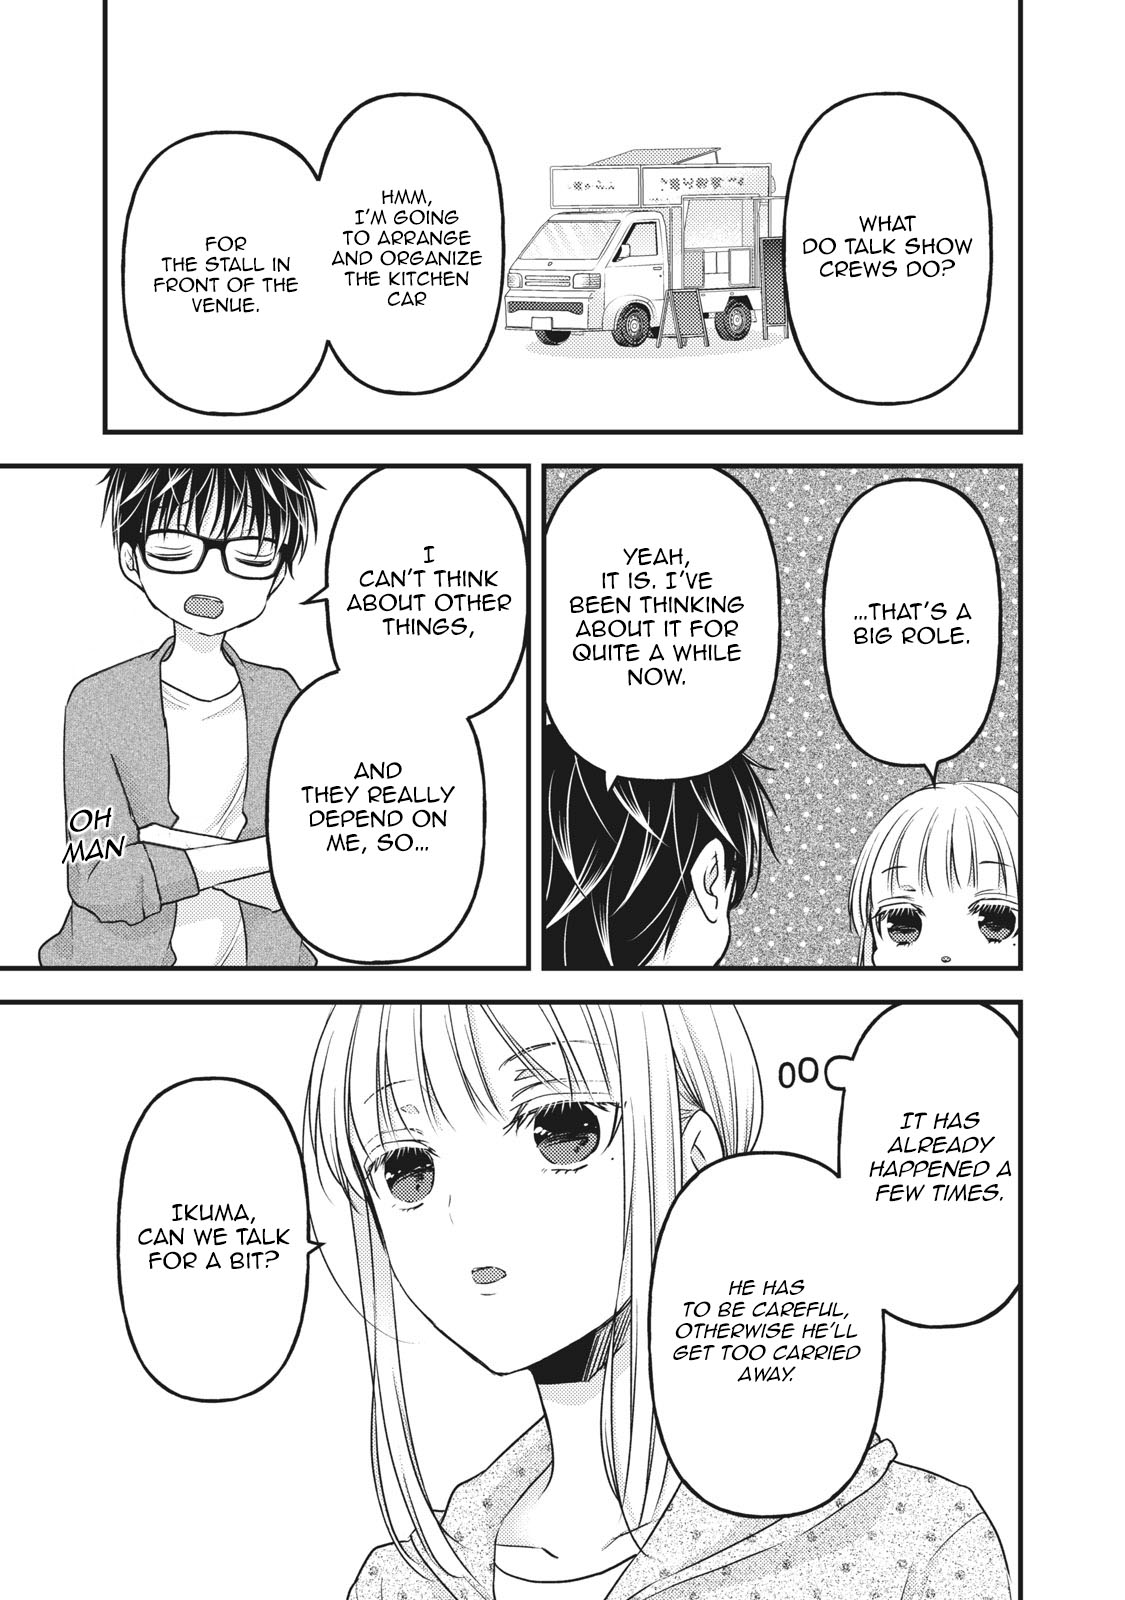 WHAT
DO TALK SHOW
CREWS DO?
HMM,
I'M GOING
TO ARRANGE
AND ORGANIZE
THE KITCHEN
CAR
FOR
THE STALL IN
FRONT OF THE
VENUE.
...THAT'S A
BIG ROLE.
YEAH,
IT IS. I'VE
BEEN THINKING
ABOUT IT FOR
QUITE A WHILE
NOW.
I
CAN'T THINK
ABOUT OTHER
THINGS,
AND
THEY REALLY
DEPEND ON
ME, SO...
OH
MAN
IT HAS
ALREADY
HAPPENED A
FEW TIMES.
HE HAS
TO BE CAREFUL,
OTHERWISE HE'LL
GET TOO CARRIED
AWAY.
IKUMA,
CAN WE TALK
FOR A BIT?